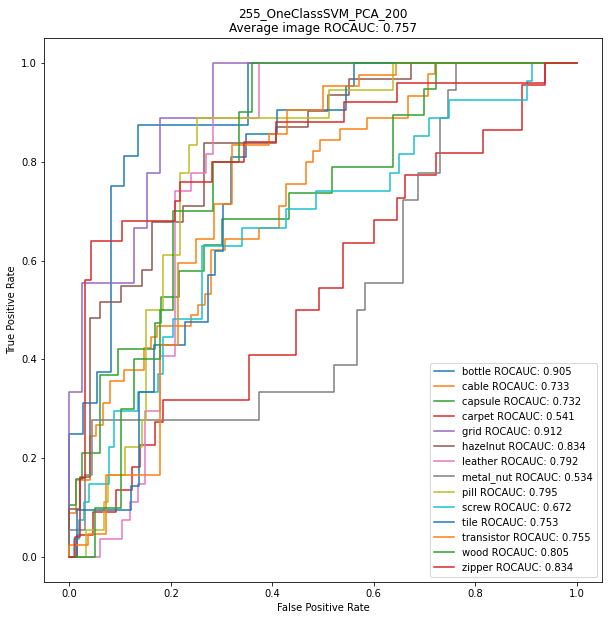 255_OneClassSVM_PCA_200
Average image ROCAUC: 0.757
True Positive Rate
1.0
0.8
0.6
0.4
0.2
0.0
bottle ROCAUC: 0.905
cable ROCAUC: 0.733
capsule ROCAUC: 0.732
carpet ROCAUC: 0.541
grid ROCAUC: 0.912
hazelnut ROCAUC: 0.834
leather ROCAUC: 0.792
metal_nut ROCAUC: 0.534
pill ROCAUC: 0.795
screw ROCAUC: 0.672
tile ROCAUC: 0.753
transistor ROCAUC: 0.755
wood ROCAUC: 0.805
zipper ROCAUC: 0.834
0.0 0.2 0.4 0.6 0.8 1.0
False Positive Rate